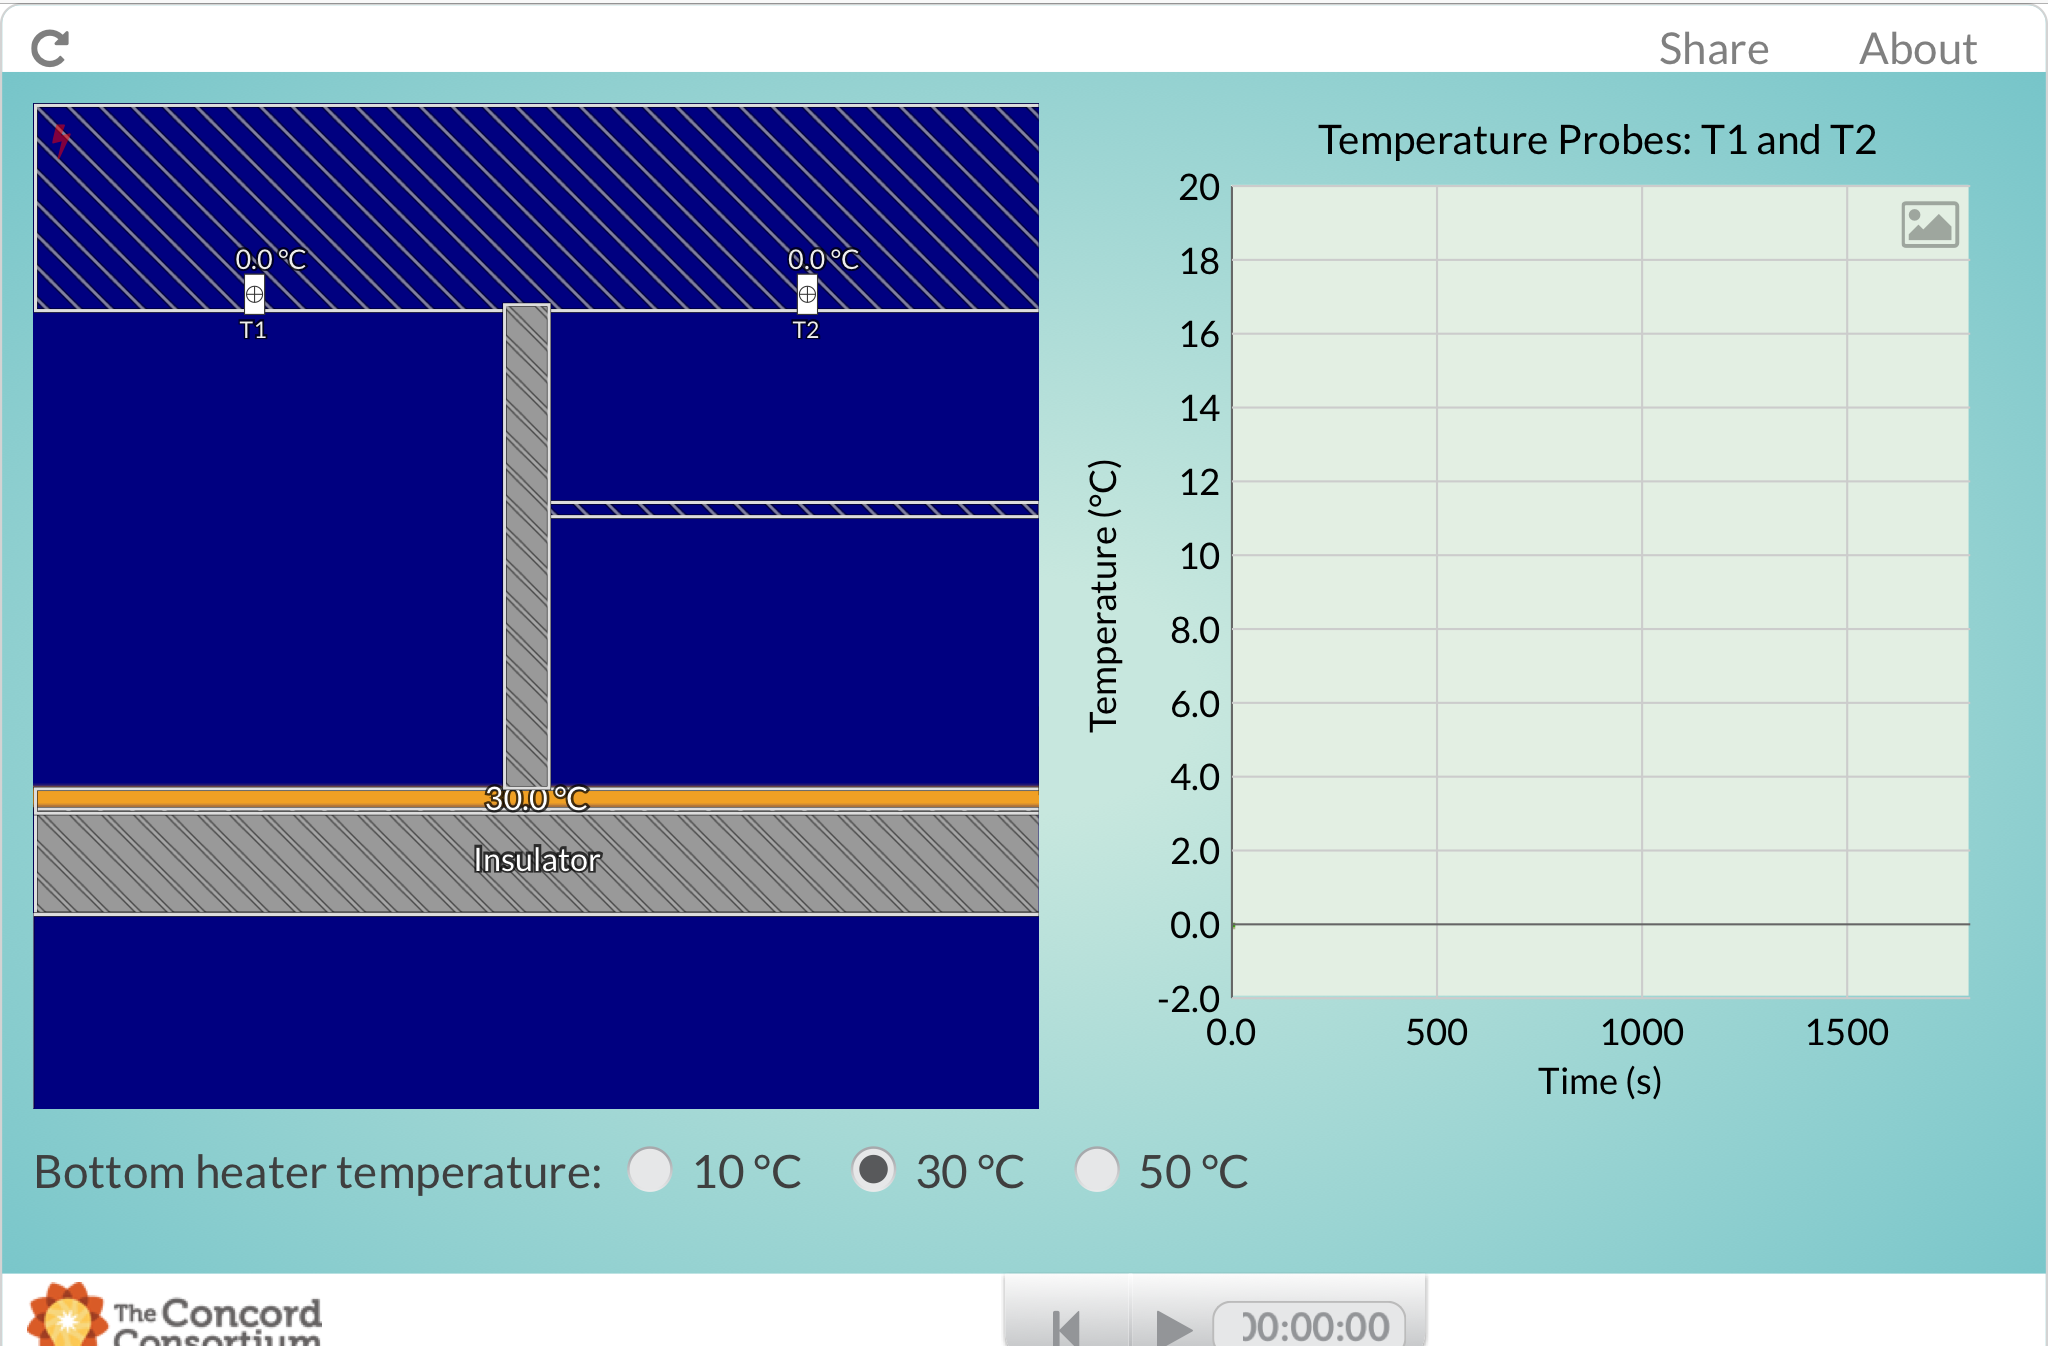 Share About
Temperature Probes: T1 and T2
0.0 °C 0.0 °C
T1 T2
30.0 °C
Insulator
20
18
16
14
12
10
8.0
6.0
4.0
2.0
0.0
-2.0
Temperature (°C)
0.0 500 1000 1500
Time (s)
Bottom heater temperature: 10 °C 30 °C 50 °C
The Concord
Consortium
00:00:00